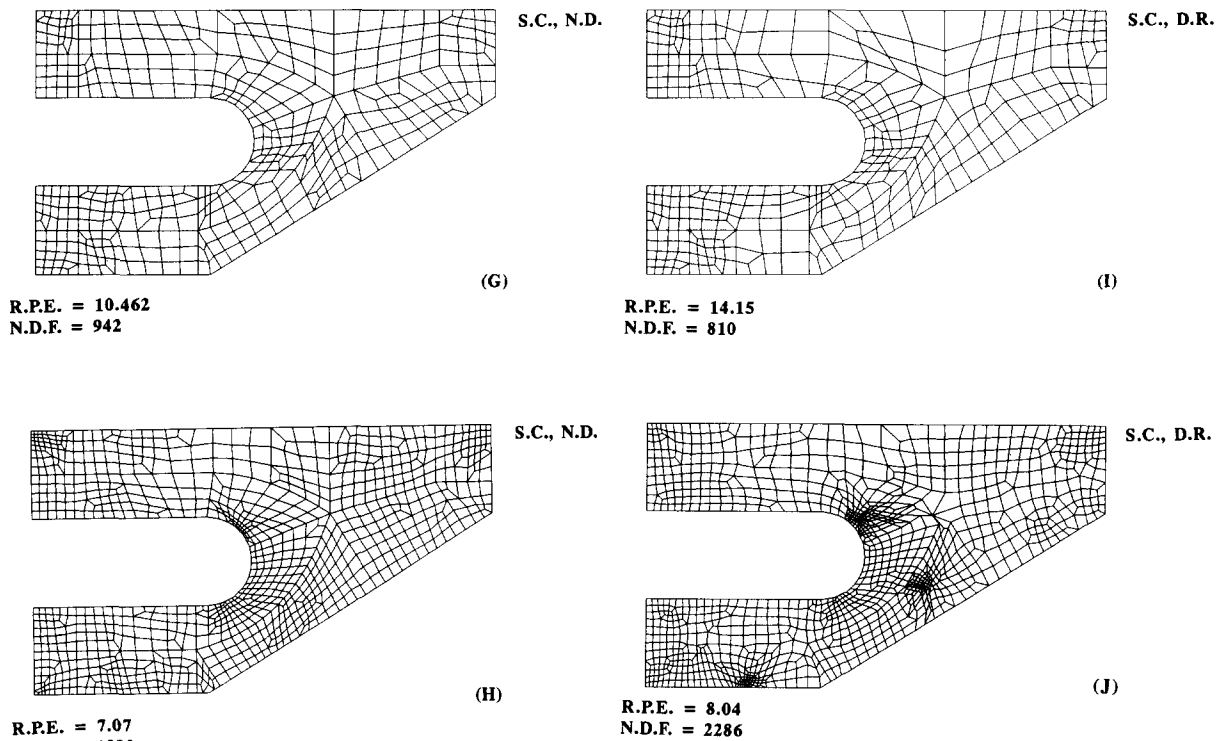 S.C., N.D.
(G)
R.P.E. = 10.462
N.D.F. = 942
S.C., D.R.
(I)
R.P.E. = 14.15
N.D.F. = 810
S.C., N.D.
(H)
R.P.E. = 7.07
S.C., D.R.
(J)
R.P.E. = 8.04
N.D.F. = 2286